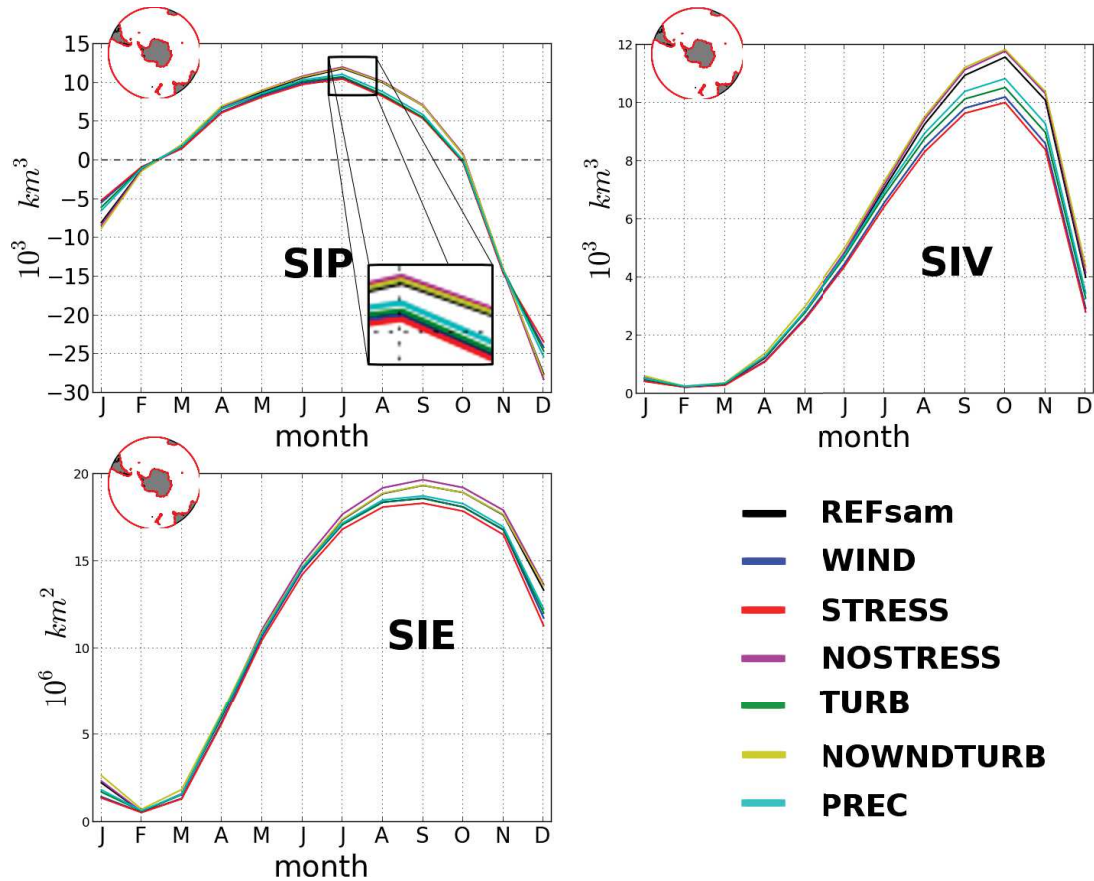 15
10
5
0
−5
−10
−15
−20
−25
−30
10³ km³
SIP
J F M A M J J A S O N D
month
12
10
8
6
4
2
0
10³ km³
SIV
J F M A M J J A S O N D
month
20
15
10
5
0
10⁶ km²
SIE
J F M A M J J A S O N D
month
REFsam
WIND
STRESS
NOSTRESS
TURB
NOWNDTURB
PREC